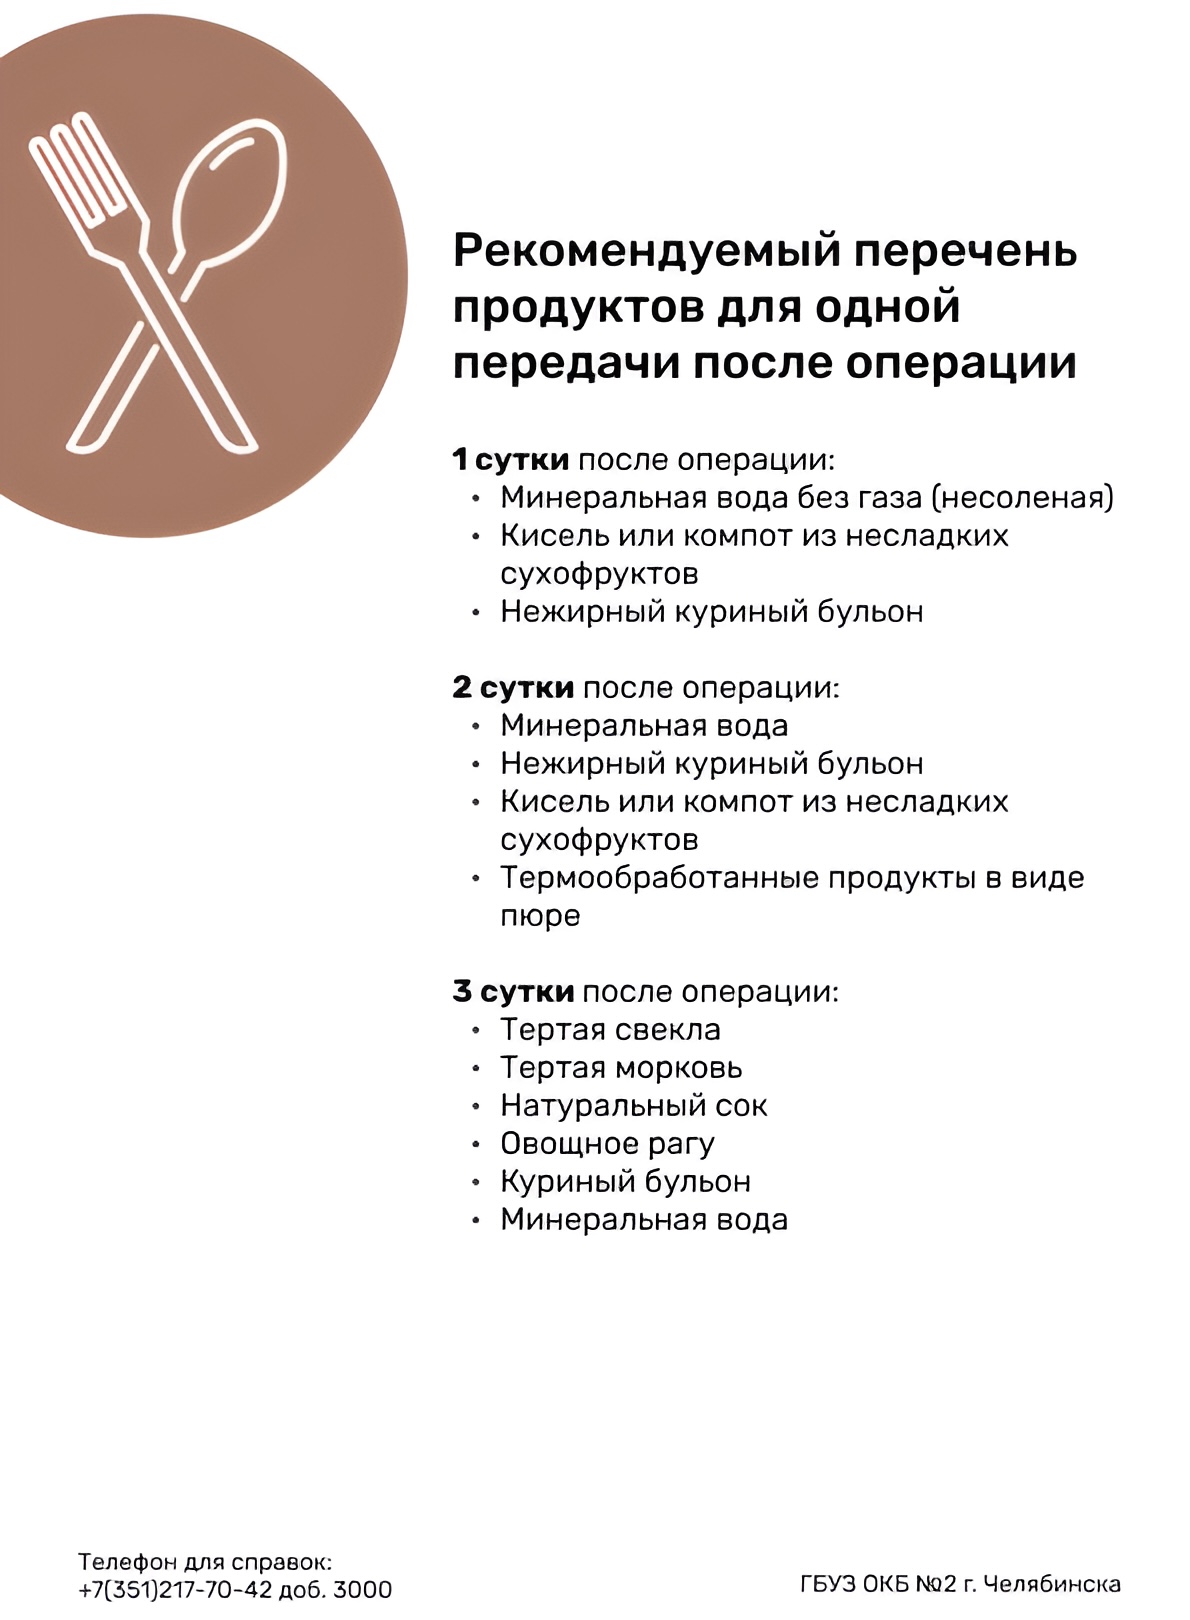 Рекомендуемый перечень
продуктов для одной
передачи после операции
1 сутки после операции:
• Минеральная вода без газа (несоленая)
• Кисель или компот из несладких
сухофруктов
• Нежирный куриный бульон
2 сутки после операции:
• Минеральная вода
• Нежирный куриный бульон
• Кисель или компот из несладких
сухофруктов
• Термообработанные продукты в виде
пюре
3 сутки после операции:
• Тертая свекла
• Тертая морковь
• Натуральный сок
• Овощное рагу
• Куриный бульон
• Минеральная вода
Телефон для справок:
+7(351)217-70-42 доб. 3000
ГБУЗ ОКБ №2 г. Челябинска